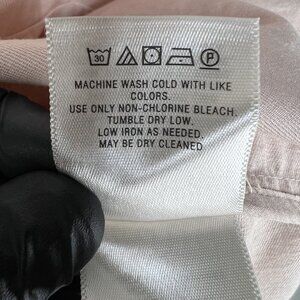 30 P
MACHINE WASH COLD WITH LIKE
COLORS.
USE ONLY NON-CHLORINE BLEACH.
TUMBLE DRY LOW.
LOW IRON AS NEEDED.
MAY BE DRY CLEANED